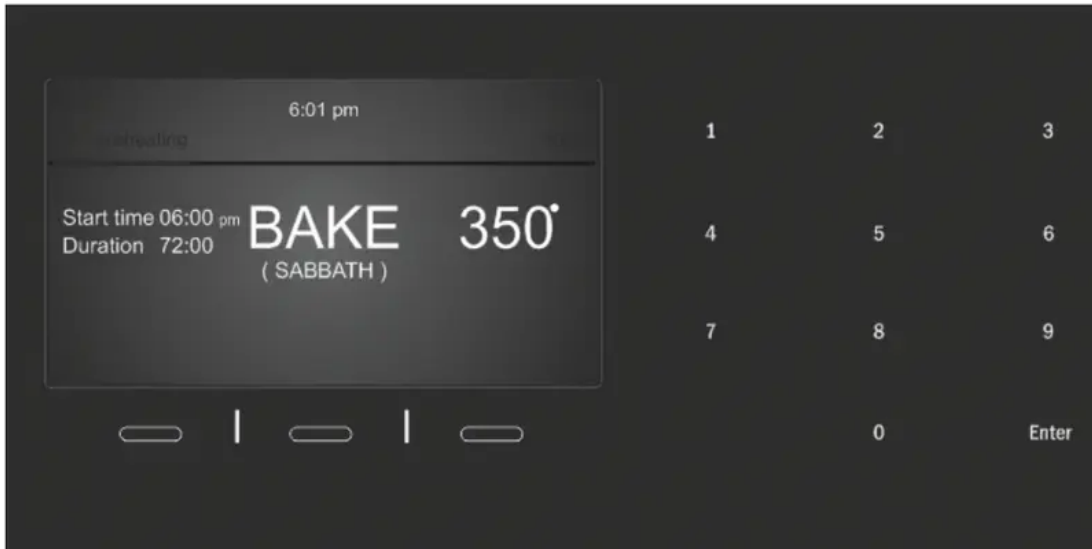 6:01 pm
Start time 06:00 pm
Duration 72:00
BAKE 350°
( SABBATH )
1 2 3
4 5 6
7 8 9
0 Enter